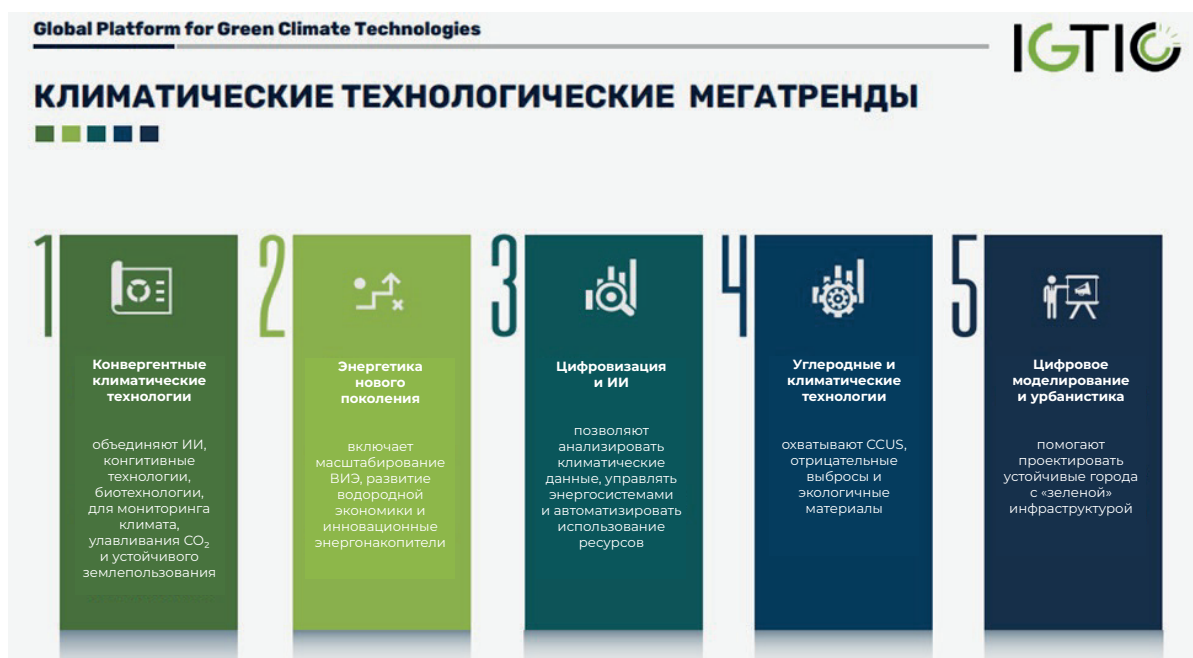 Global Platform for Green Climate Technologies
IGTIC
КЛИМАТИЧЕСКИЕ ТЕХНОЛОГИЧЕСКИЕ МЕГАТРЕНДЫ
1
Конвергентные
климатические
технологии
объединяют ИИ,
конгитивные
технологии,
биотехнологии,
для мониторинга
климата,
улавливания CO₂
и устойчивого
землепользования
2
Энергетика
нового
поколения
включает
масштабирование
ВИЭ, развитие
водородной
экономики и
инновационные
энергонакопители
3
Цифровизация
и ИИ
позволяют
анализировать
климатические
данные, управлять
энергосистемами
и автоматизировать
использование
ресурсов
4
Углеродные и
климатические
технологии
охватывают CCUS,
отрицательные
выбросы и
экологичные
материалы
5
Цифровое
моделирование
и урбанистика
помогают
проектировать
устойчивые города
с «зеленой»
инфраструктурой